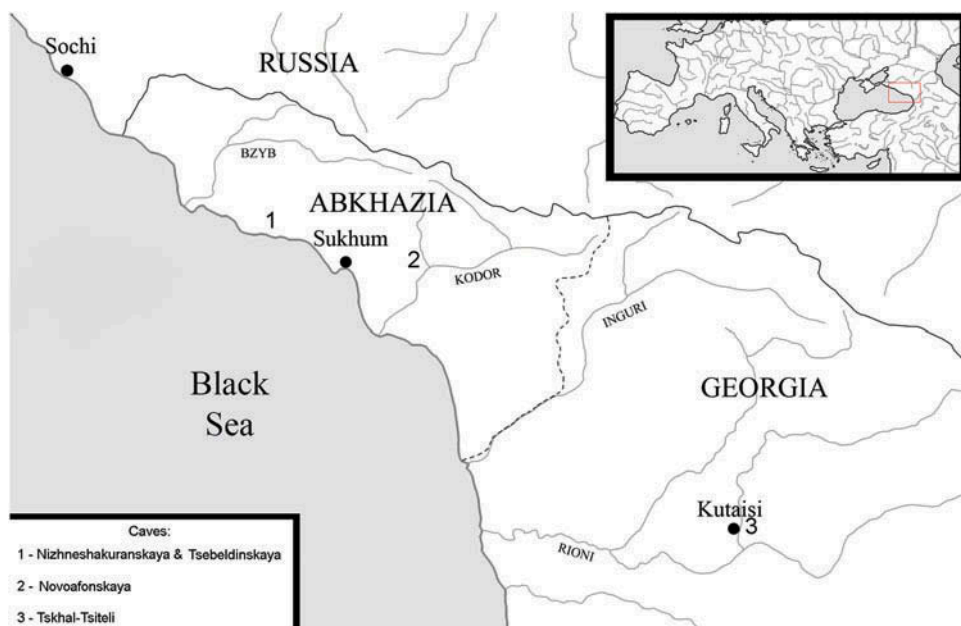 Sochi
RUSSIA
BZYB
ABKHAZIA
1
Sukhum
2
KODOR
INGURI
Black
Sea
GEORGIA
Kutaisi
3
RIONI
Caves:
1 - Nizhneshakuranskaya & Tsebeldinskaya
2 - Novoafonskaya
3 - Tskhal-Tsiteli